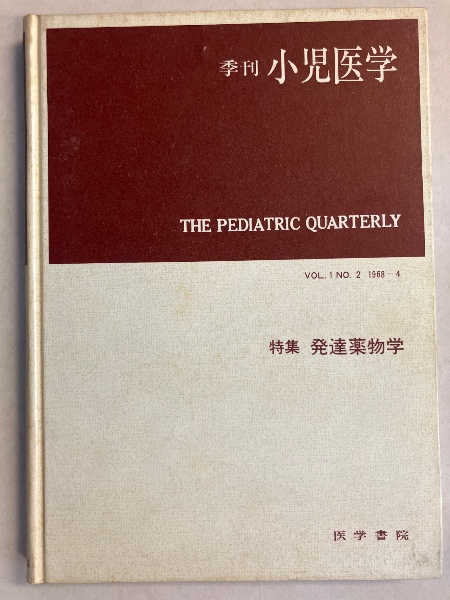 季刊 小児医学
THE PEDIATRIC QUARTERLY
VOL. 1 NO. 2 1968—4
特集 発達薬物学
医学書院